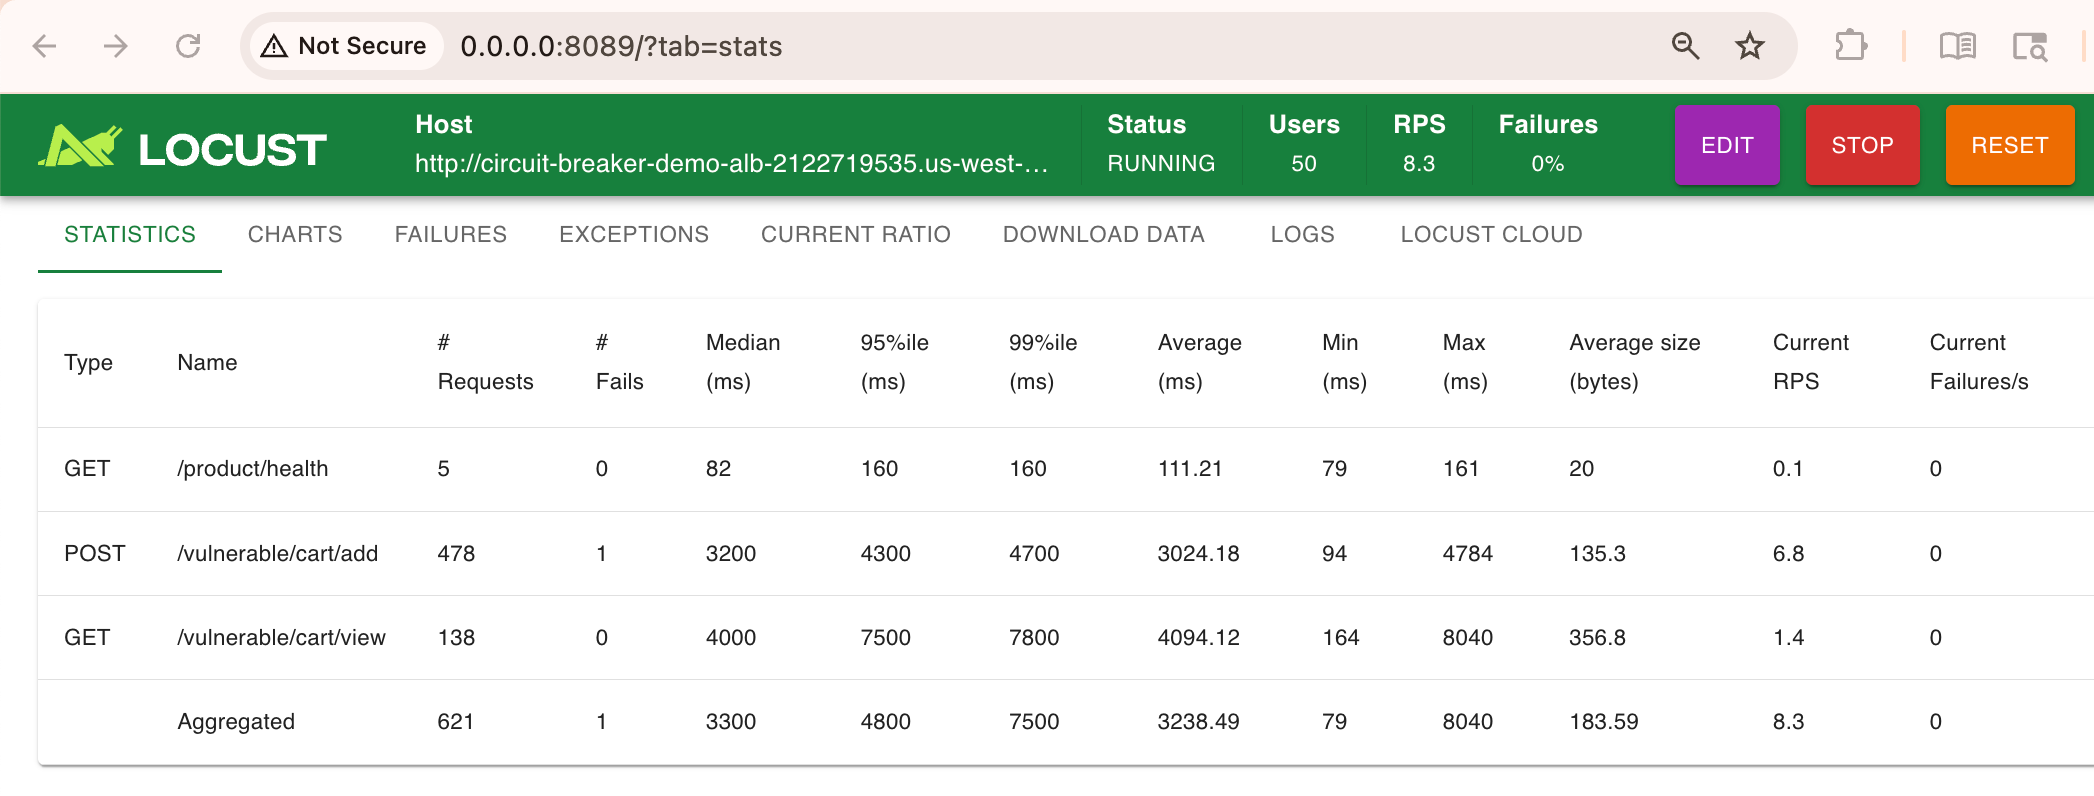 Not Secure 0.0.0.0:8089/?tab=stats
LOCUST
Host
http://circuit-breaker-demo-alb-2122719535.us-west-...
Status
RUNNING
Users
50
RPS
8.3
Failures
0%
EDIT
STOP
RESET
STATISTICS CHARTS FAILURES EXCEPTIONS CURRENT RATIO DOWNLOAD DATA LOGS LOCUST CLOUD
Type Name # Requests # Fails Median (ms) 95%ile (ms) 99%ile (ms) Average (ms) Min (ms) Max (ms) Average size (bytes) Current RPS Current Failures/s
GET /product/health 5 0 82 160 160 111.21 79 161 20 0.1 0
POST /vulnerable/cart/add 478 1 3200 4300 4700 3024.18 94 4784 135.3 6.8 0
GET /vulnerable/cart/view 138 0 4000 7500 7800 4094.12 164 8040 356.8 1.4 0
Aggregated 621 1 3300 4800 7500 3238.49 79 8040 183.59 8.3 0